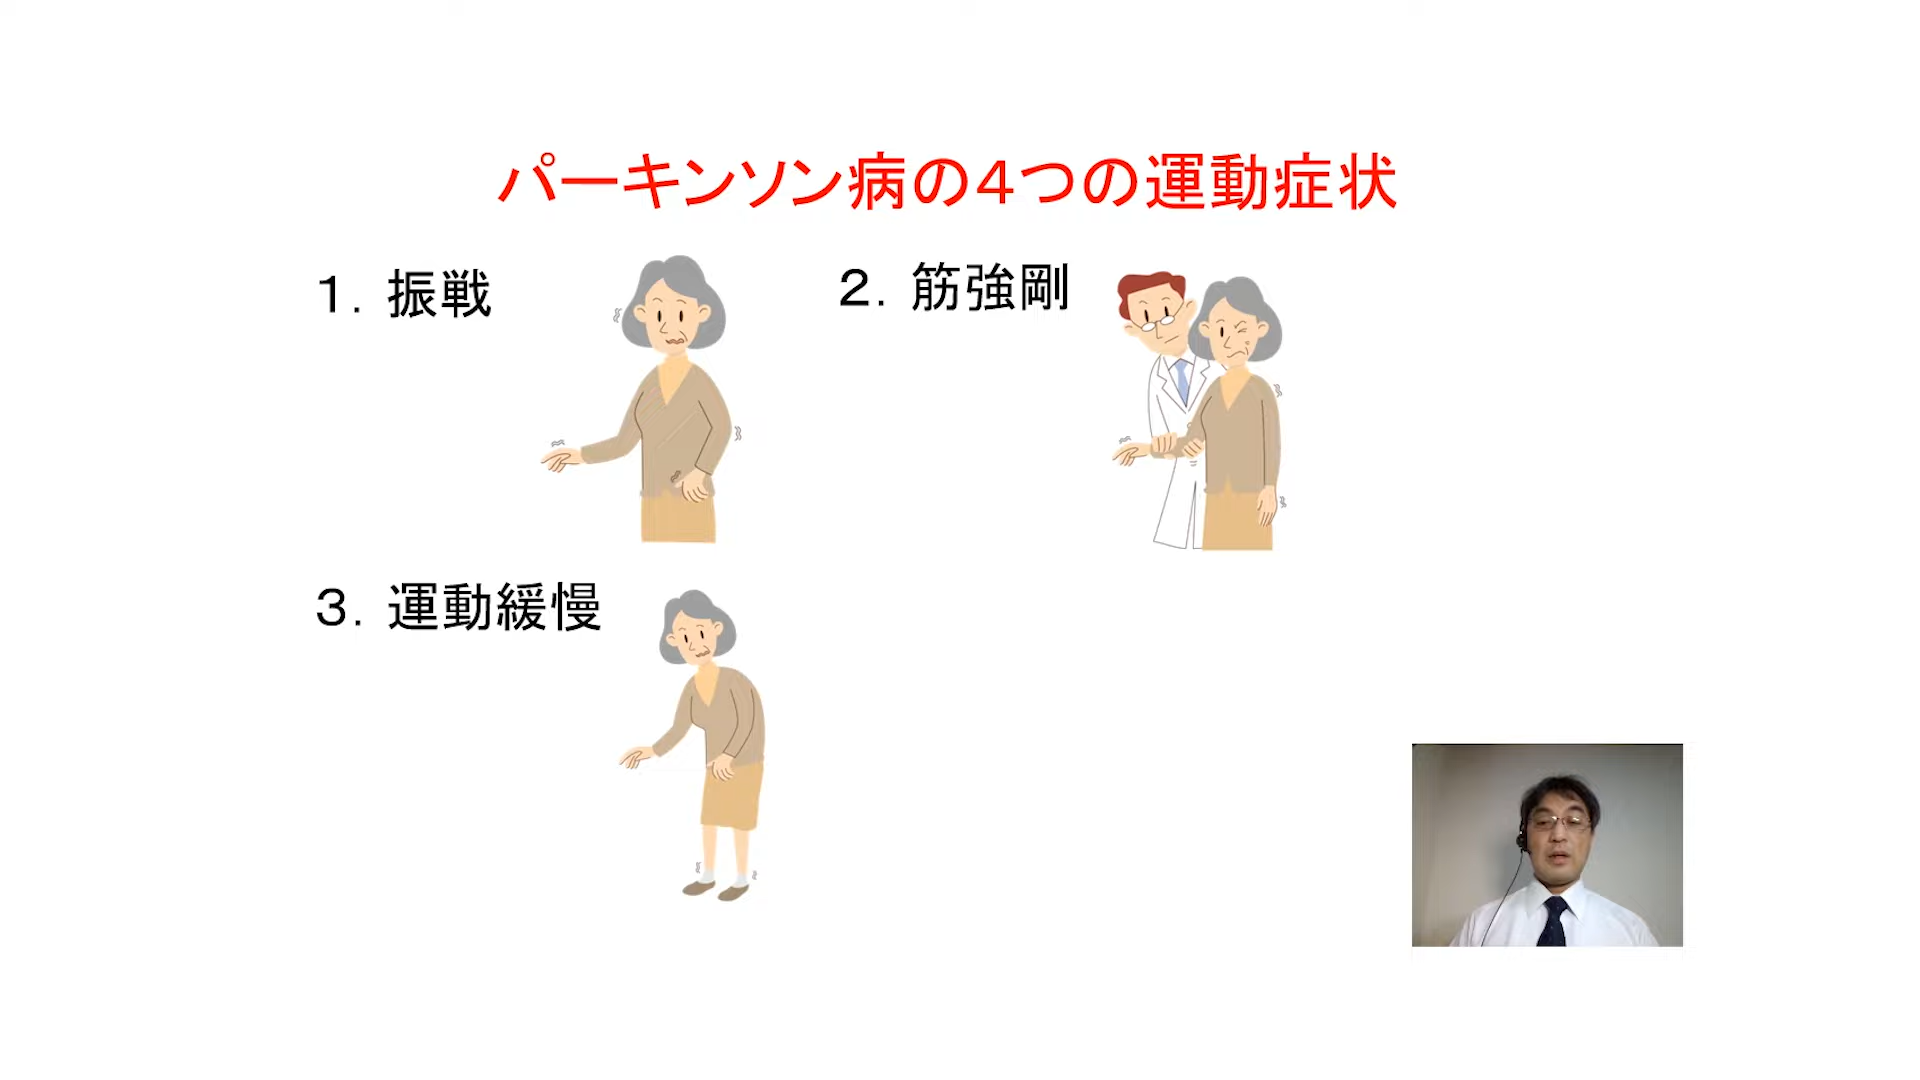 パーキンソン病の４つの運動症状
１．振戦
２．筋強剛
３．運動緩慢